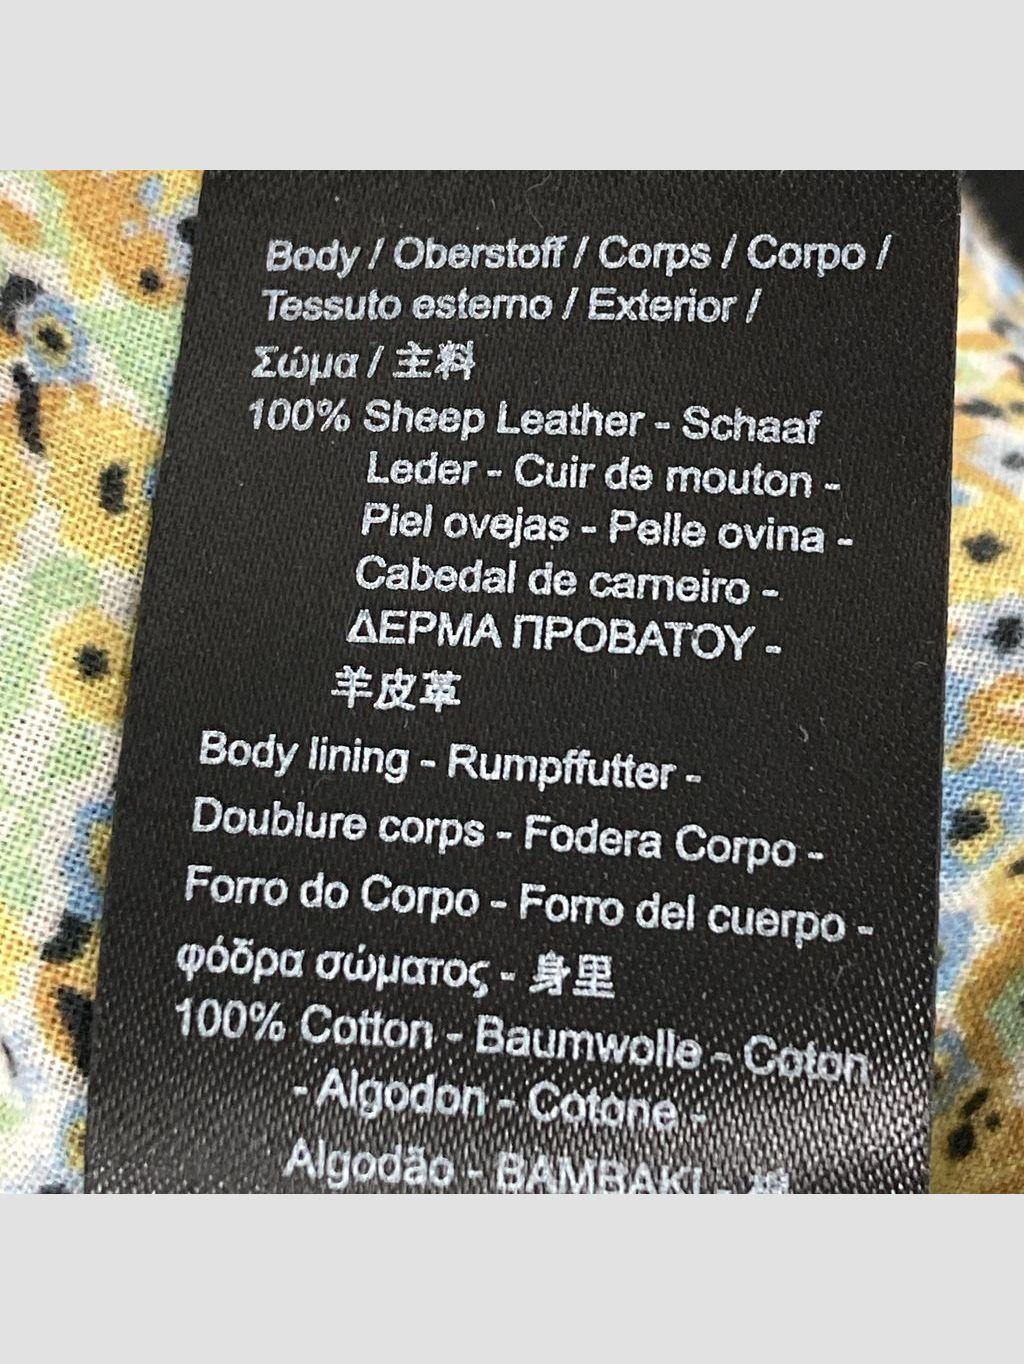 Body / Oberstoff / Corps / Corpo /
Tessuto esterno / Exterior /
Σώμα / 主料
100% Sheep Leather - Schaaf
Leder - Cuir de mouton -
Piel ovejas - Pelle ovina -
Cabedal de carneiro -
ΔΕΡΜΑ ΠΡΟΒΑΤΟΥ -
羊皮革
Body lining - Rumpffutter -
Doublure corps - Fodera Corpo -
Forro do Corpo - Forro del cuerpo -
φόδρα σώματος - 身里
100% Cotton - Baumwolle - Coton
- Algodon - Cotone -
Algodão - BAMBAKI -